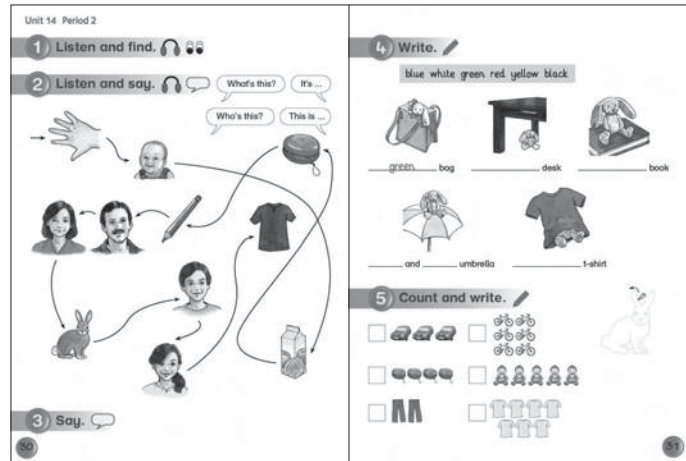 Unit 14 Period 2
1 Listen and find.
2 Listen and say.
What's this? It's ...
Who's this? This is ...
3 Say.
30
4 Write.
blue white green red yellow black
green bag
desk
book
and umbrella
t-shirt
5 Count and write.
31